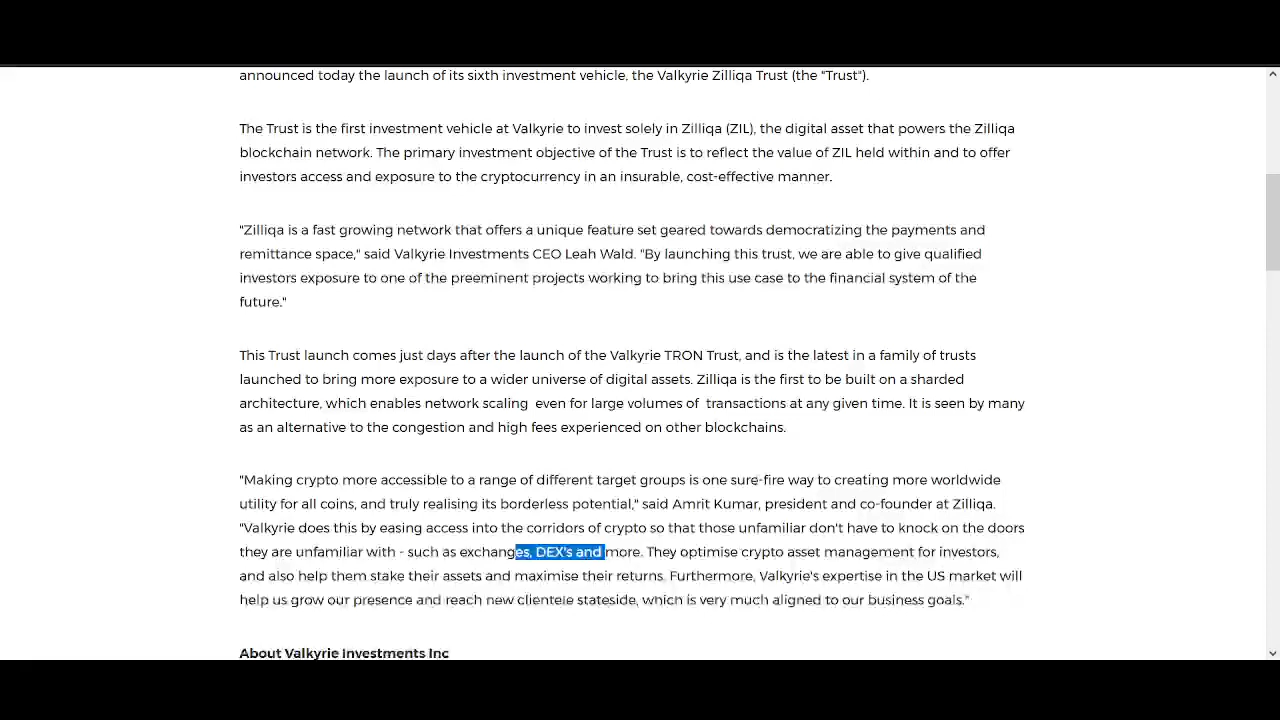 announced today the launch of its sixth investment vehicle, the Valkyrie Zilliqa Trust (the "Trust").
The Trust is the first investment vehicle at Valkyrie to invest solely in Zilliqa (ZIL), the digital asset that powers the Zilliqa
blockchain network. The primary investment objective of the Trust is to reflect the value of ZIL held within and to offer
investors access and exposure to the cryptocurrency in an insurable, cost-effective manner.
"Zilliqa is a fast growing network that offers a unique feature set geared towards democratizing the payments and
remittance space," said Valkyrie Investments CEO Leah Wald. "By launching this trust, we are able to give qualified
investors exposure to one of the preeminent projects working to bring this use case to the financial system of the
future."
This Trust launch comes just days after the launch of the Valkyrie TRON Trust, and is the latest in a family of trusts
launched to bring more exposure to a wider universe of digital assets. Zilliqa is the first to be built on a sharded
architecture, which enables network scaling  even for large volumes of  transactions at any given time. It is seen by many
as an alternative to the congestion and high fees experienced on other blockchains.
"Making crypto more accessible to a range of different target groups is one sure-fire way to creating more worldwide
utility for all coins, and truly realising its borderless potential," said Amrit Kumar, president and co-founder at Zilliqa.
"Valkyrie does this by easing access into the corridors of crypto so that those unfamiliar don't have to knock on the doors
they are unfamiliar with - such as exchanges, DEX's and more. They optimise crypto asset management for investors,
and also help them stake their assets and maximise their returns. Furthermore, Valkyrie's expertise in the US market will
help us grow our presence and reach new clientele stateside, which is very much aligned to our business goals."
About Valkyrie Investments Inc